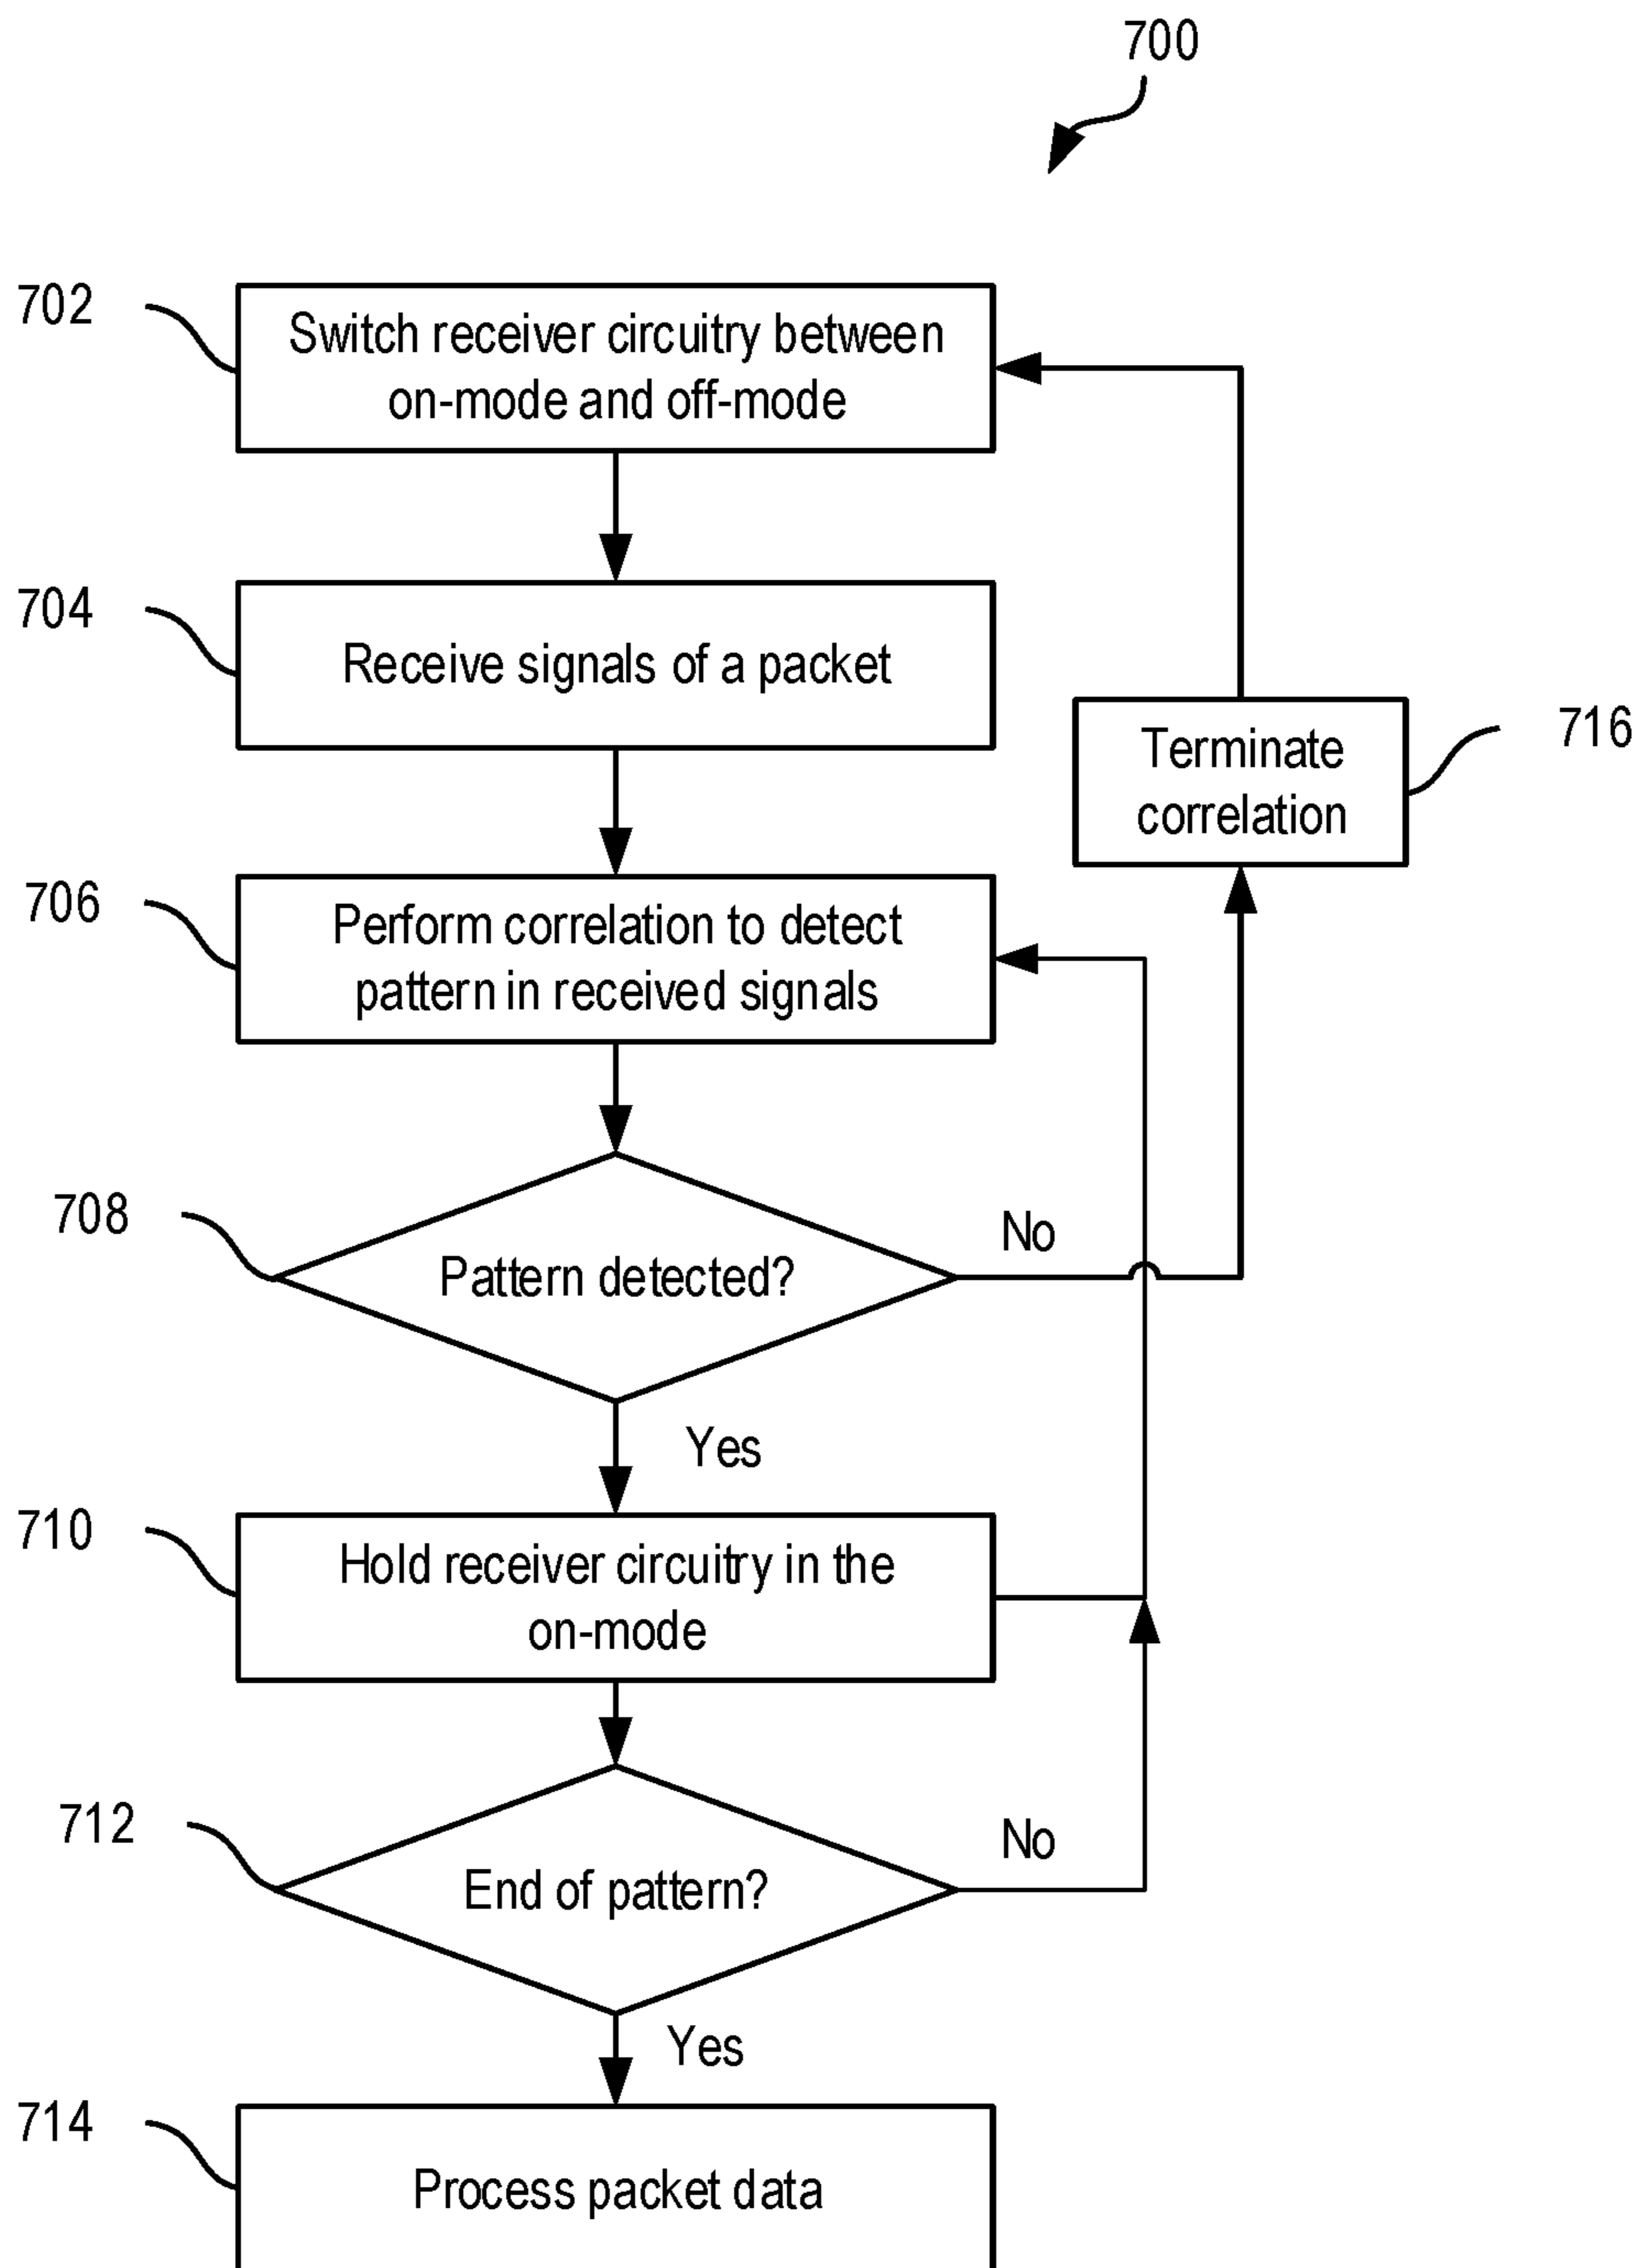 700
702
Switch receiver circuitry between
on-mode and off-mode
704
Receive signals of a packet
716
Terminate
correlation
706
Perform correlation to detect
pattern in received signals
708
Pattern detected?
No
Yes
710
Hold receiver circuitry in the
on-mode
712
End of pattern?
No
Yes
714
Process packet data